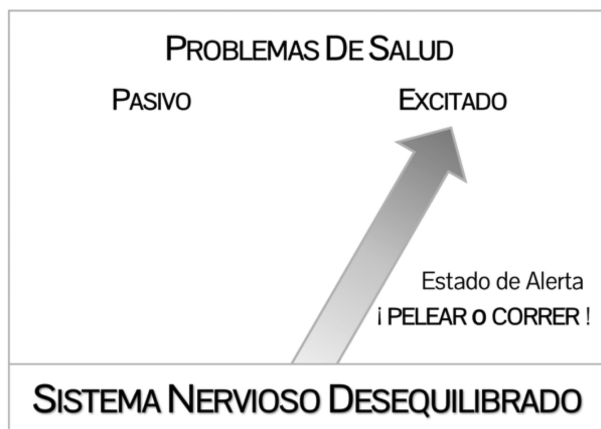 PROBLEMAS DE SALUD
PASIVO EXCITADO
Estado de Alerta
¡ PELEAR o CORRER !
SISTEMA NERVIOSO DESEQUILIBRADO